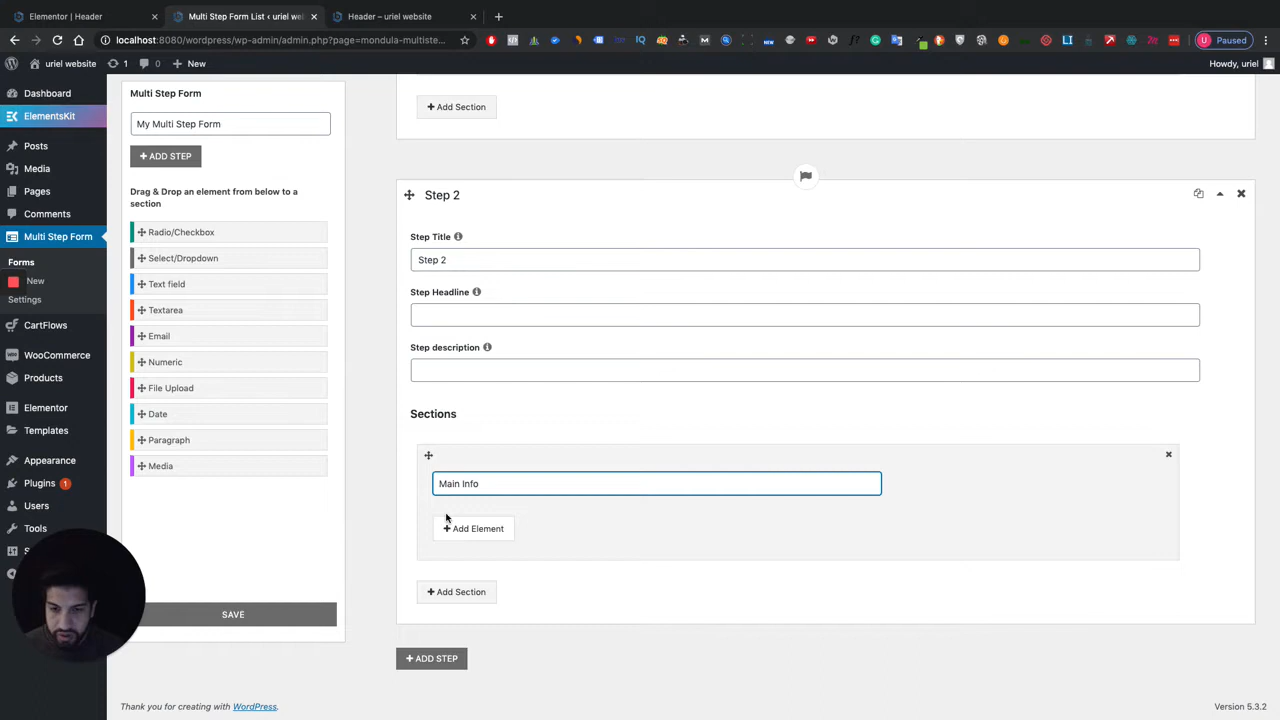 Elementor | Header
Multi Step Form List ‹ uriel we
Header – uriel website
localhost:8080/wordpress/wp-admin/admin.php?page=mondula-multiste...
Paused
uriel website
1
0
New
Howdy, uriel
Dashboard
ElementsKit
Posts
Media
Pages
Comments
Multi Step Form
Forms
New
Settings
CartFlows
WooCommerce
Products
Elementor
Templates
Appearance
Plugins 1
Users
Tools
Multi Step Form
My Multi Step Form
ADD STEP
Drag & Drop an element from below to a
section
Radio/Checkbox
Select/Dropdown
Text field
Textarea
Email
Numeric
File Upload
Date
Paragraph
Media
SAVE
Add Section
Step 2
Step Title
Step 2
Step Headline
Step description
Sections
Main Info
Add Element
Add Section
ADD STEP
Thank you for creating with WordPress.
Version 5.3.2